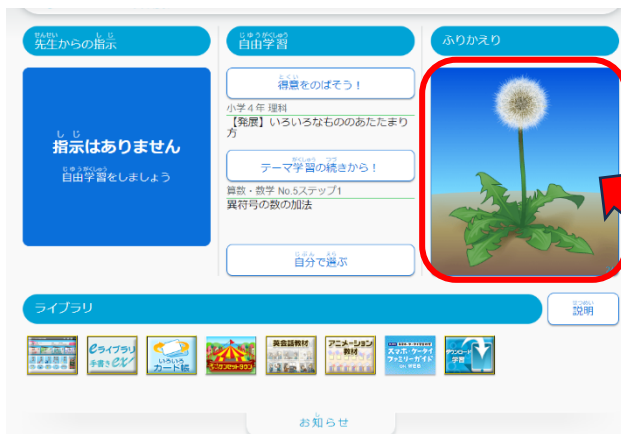 先生からの指示
自由学習
ふりかえり
指示はありません
自由学習をしましょう
得意をのばそう！
小学4年 理科
【発展】いろいろなもののあたたまり
方
テーマ学習の続きから！
算数・数学 No.5ステップ1
異符号の数の加法
自分で選ぶ
ライブラリ
説明
eライブラリ
手書き
いろいろ
カード帳
英会話教材
アニメーション
教材
スマホ・ケータイ
ファミリーガイド
ON WEB
ダウンロード
学習
お知らせ